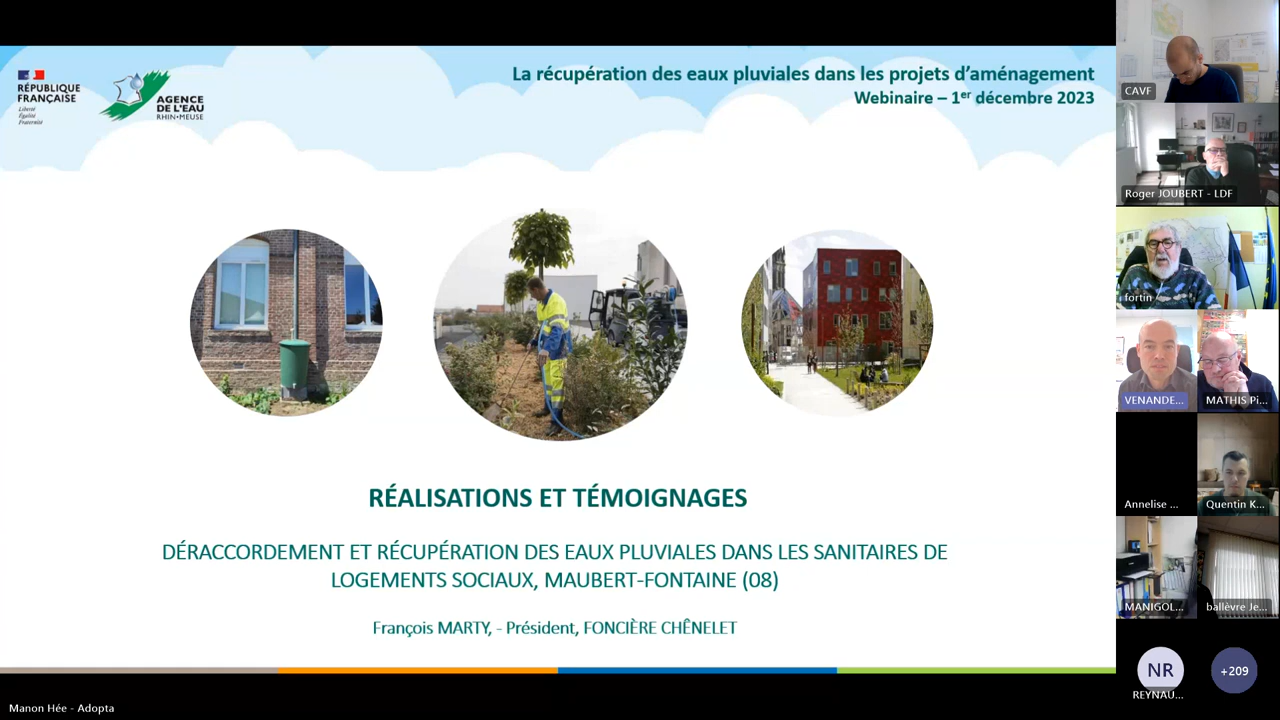 RÉPUBLIQUE
FRANÇAISE
Liberté
Égalité
Fraternité
AGENCE
DE L'EAU
RHIN•MEUSE
La récupération des eaux pluviales dans les projets d'aménagement
Webinaire – 1er décembre 2023
RÉALISATIONS ET TÉMOIGNAGES
DÉRACCORDEMENT ET RÉCUPÉRATION DES EAUX PLUVIALES DANS LES SANITAIRES DE
LOGEMENTS SOCIAUX, MAUBERT-FONTAINE (08)
François MARTY, - Président, FONCIÈRE CHÊNELET
Manon Hée - Adopta
CAVF
Roger JOUBERT - LDF
fortin
VENANDE...
MATHIS Pi...
Annelise ...
Quentin K...
MANIGOL...
ballèvre Je...
NR
REYNAU...
+209